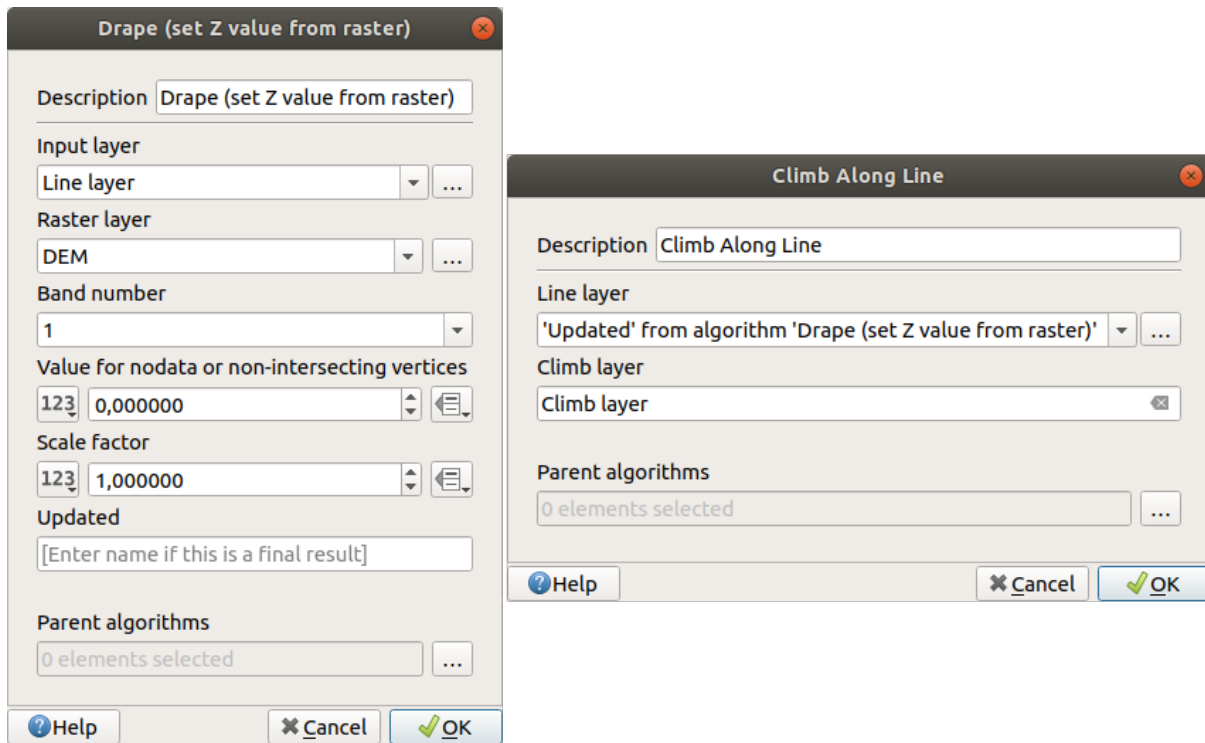 Drape (set Z value from raster)
Description Drape (set Z value from raster)
Input layer
Line layer
...
Raster layer
DEM
...
Band number
1
Value for nodata or non-intersecting vertices
123 0,000000
Scale factor
123 1,000000
Updated
[Enter name if this is a final result]
Parent algorithms
0 elements selected
...
Help Cancel OK
Climb Along Line
Description Climb Along Line
Line layer
'Updated' from algorithm 'Drape (set Z value from raster)'
...
Climb layer
Climb layer
Parent algorithms
0 elements selected
...
Help Cancel OK